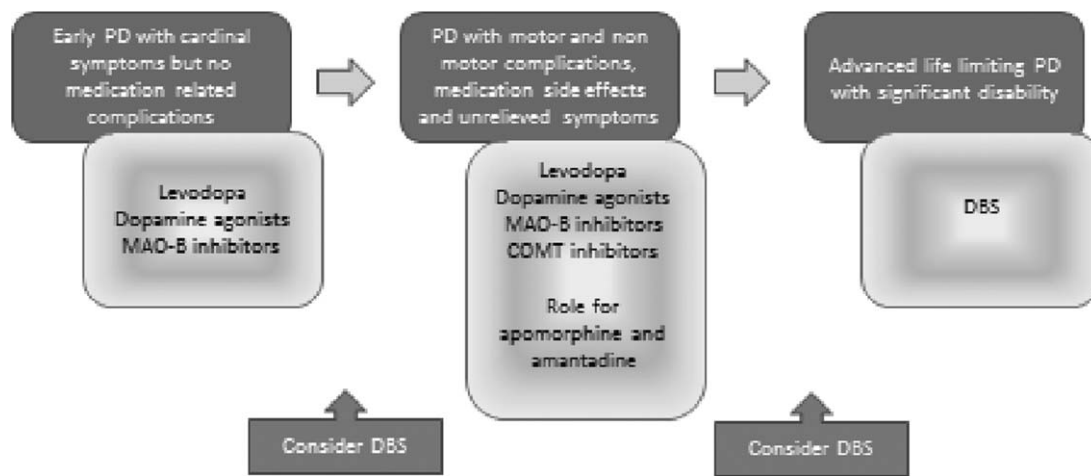 Early PD with cardinal
symptoms but no
medication related
complications
Levodopa
Dopamine agonists
MAO-B inhibitors
PD with motor and non
motor complications,
medication side effects
and unrelieved symptoms
Levodopa
Dopamine agonists
MAO-B inhibitors
COMT inhibitors
Role for
apomorphine and
amantadine
Advanced life limiting PD
with significant disability
DBS
Consider DBS
Consider DBS